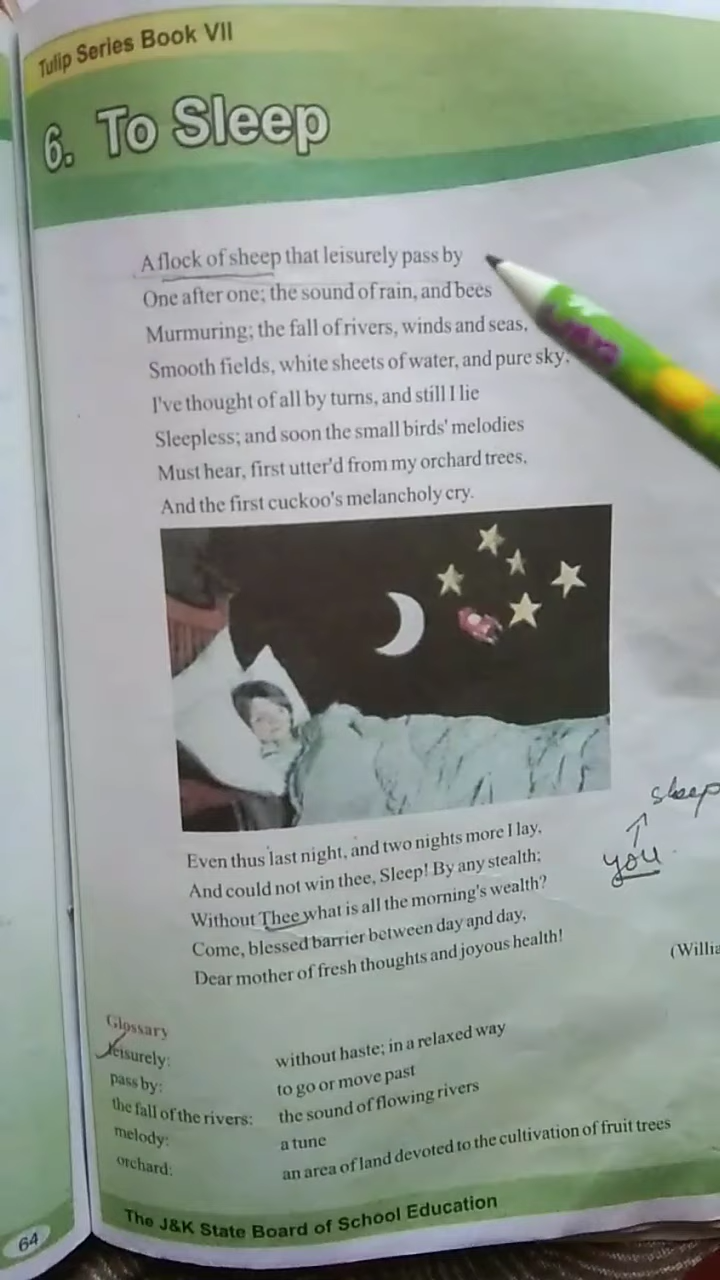 Tulip Series Book VII
6. To Sleep
A flock of sheep that leisurely pass by
One after one; the sound of rain, and bees
Murmuring; the fall of rivers, winds and seas,
Smooth fields, white sheets of water, and pure sky;
I've thought of all by turns, and still I lie
Sleepless; and soon the small birds' melodies
Must hear, first utter'd from my orchard trees,
And the first cuckoo's melancholy cry.
Even thus last night, and two nights more I lay,
And could not win thee, Sleep! By any stealth;
Without Thee what is all the morning's wealth?
Come, blessed barrier between day and day,
Dear mother of fresh thoughts and joyous health!
sleep
you
(Willia
Glossary
leisurely: without haste; in a relaxed way
pass by: to go or move past
the fall of the rivers: the sound of flowing rivers
melody: a tune
orchard: an area of land devoted to the cultivation of fruit trees
The J&K State Board of School Education
64